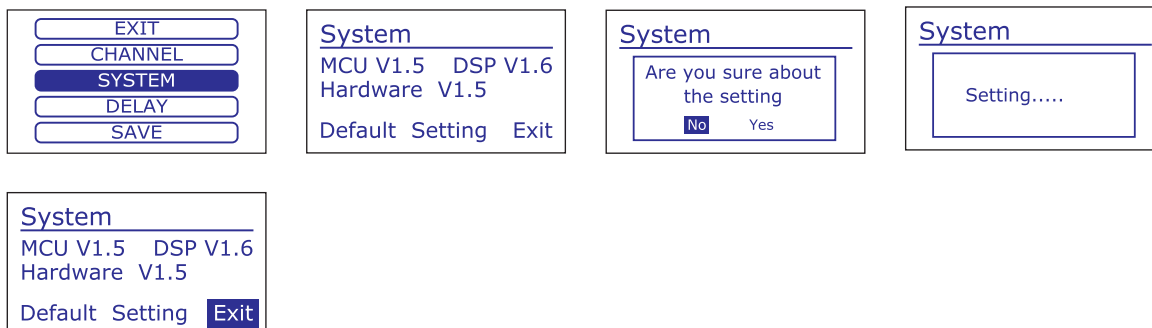 EXIT
CHANNEL
SYSTEM
DELAY
SAVE
System
MCU V1.5 DSP V1.6
Hardware V1.5
Default Setting Exit
System
Are you sure about
the setting
No Yes
System
Setting.....
System
MCU V1.5 DSP V1.6
Hardware V1.5
Default Setting Exit